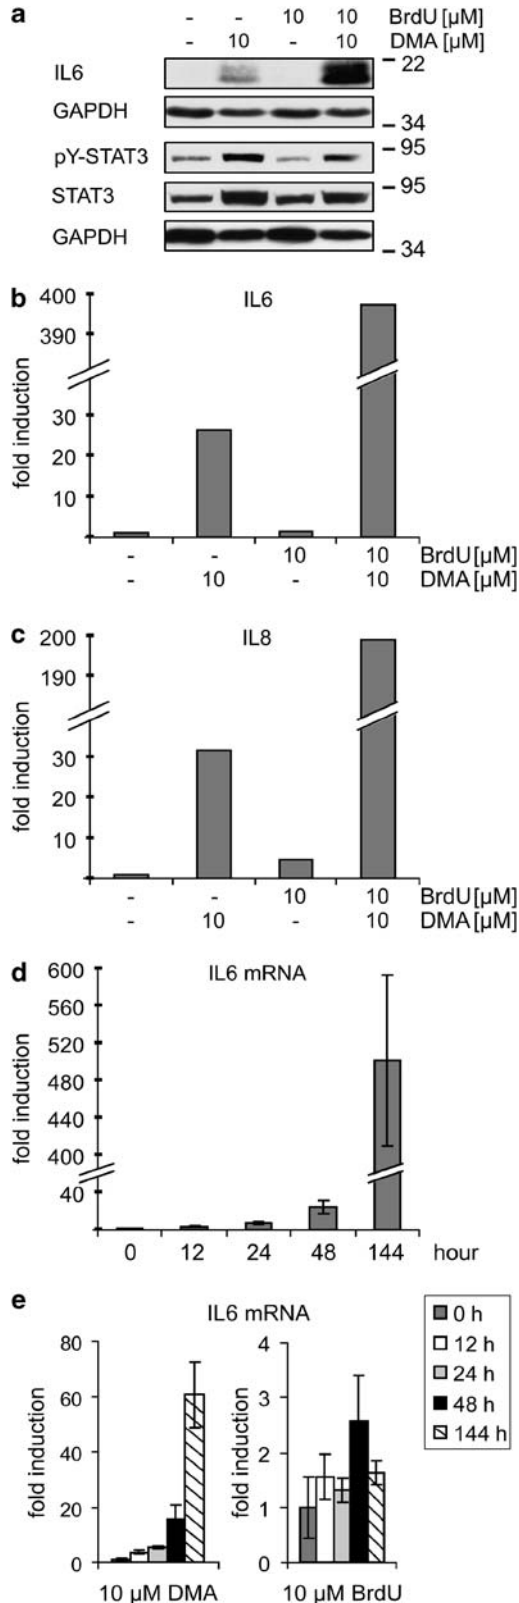 a
- - 10 10 BrdU [µM]
- 10 - 10 DMA [µM]
IL6
22
GAPDH
34
pY-STAT3
95
STAT3
95
GAPDH
34
b
IL6
400
390
30
20
10
fold induction
- - 10 10 BrdU [µM]
- 10 - 10 DMA [µM]
c
IL8
200
190
30
20
10
fold induction
- - 10 10 BrdU [µM]
- 10 - 10 DMA [µM]
d
IL6 mRNA
600
560
520
480
440
400
40
fold induction
0 12 24 48 144 hour
e
IL6 mRNA
80
60
40
20
0
fold induction
10 µM DMA
4
3
2
1
0
fold induction
10 µM BrdU
0 h
12 h
24 h
48 h
144 h